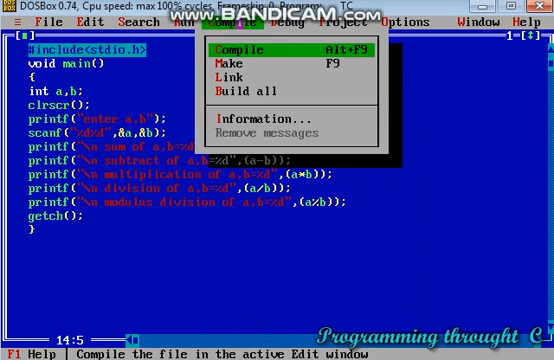 DOSBox 0.74, Cpu speed: max 100% cycles, Frameskip 0, Program: TC
WWW.BANDICAM.COM
≡ File Edit Search Run Compile Debug Project Options Window Help
1
#include<stdio.h>
void main()
{
int a,b;
clrscr();
printf("enter a,b");
scanf("%d%d",&a,&b);
printf("\n sum of a,b=%d
printf("\n subtract of a,b=%d",(a-b));
printf("\n multiplication of a,b=%d",(a*b));
printf("\n division of a,b=%d",(a/b));
printf("\n modulus division of a,b=%d",(a%b));
getch();
}
Compile Alt+F9
Make F9
Link
Build all
Information...
Remove messages
14:5
Programming throught C
F1 Help | Compile the file in the active Edit window